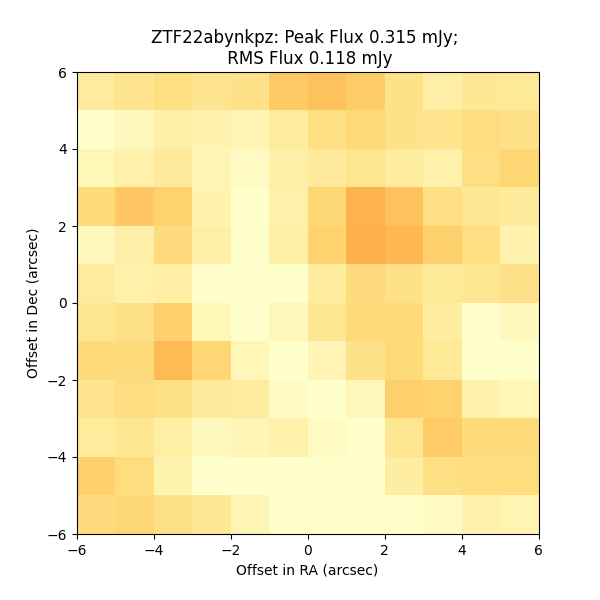 ZTF22abynkpz: Peak Flux 0.315 mJy;
RMS Flux 0.118 mJy
6
4
2
0
−2
−4
−6
Offset in Dec (arcsec)
−6 −4 −2 0 2 4 6
Offset in RA (arcsec)